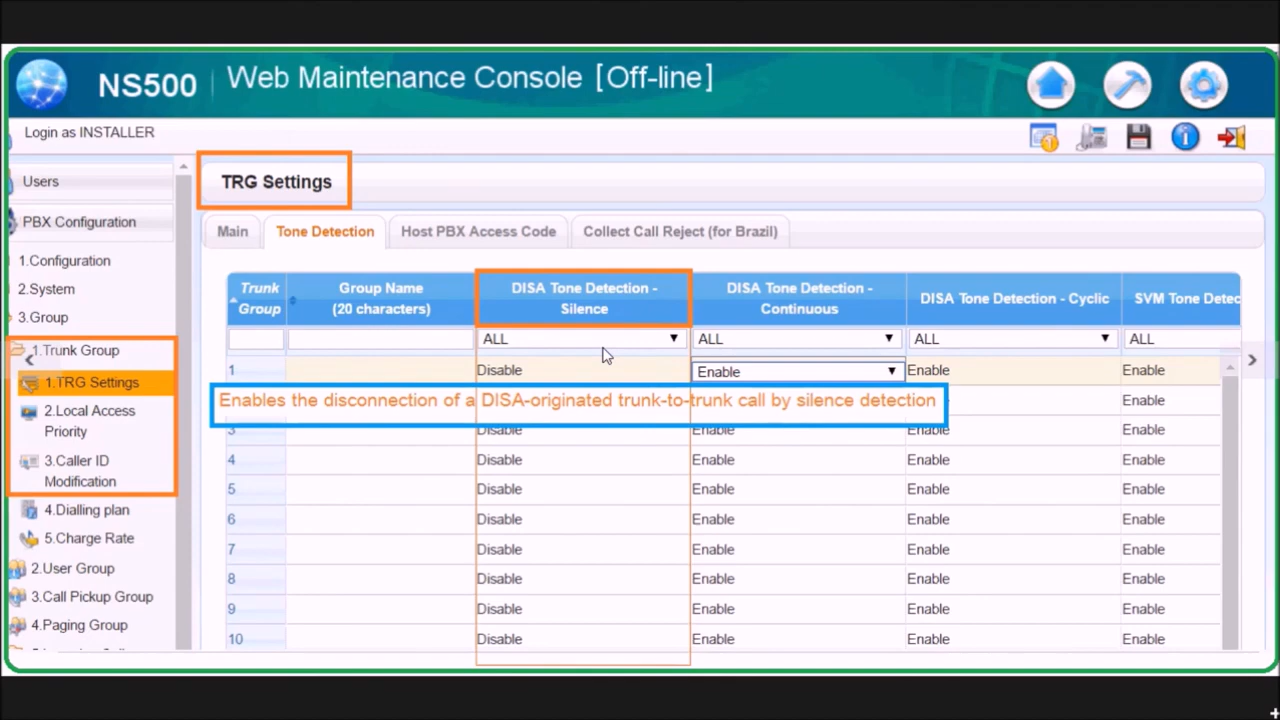 NS500
Web Maintenance Console [Off-line]
Login as INSTALLER
Users
PBX Configuration
1.Configuration
2.System
3.Group
1.Trunk Group
1.TRG Settings
2.Local Access
Priority
3.Caller ID
Modification
4.Dialling plan
5.Charge Rate
2.User Group
3.Call Pickup Group
4.Paging Group
TRG Settings
Main Tone Detection Host PBX Access Code Collect Call Reject (for Brazil)
Trunk Group
Group Name (20 characters)
DISA Tone Detection - Silence
DISA Tone Detection - Continuous
DISA Tone Detection - Cyclic
SVM Tone Detec
ALL ALL ALL ALL
1 Disable Enable Enable Enable
Enables the disconnection of a DISA-originated trunk-to-trunk call by silence detection
Enable
3 Disable Enable Enable Enable
4 Disable Enable Enable Enable
5 Disable Enable Enable Enable
6 Disable Enable Enable Enable
7 Disable Enable Enable Enable
8 Disable Enable Enable Enable
9 Disable Enable Enable Enable
10 Disable Enable Enable Enable